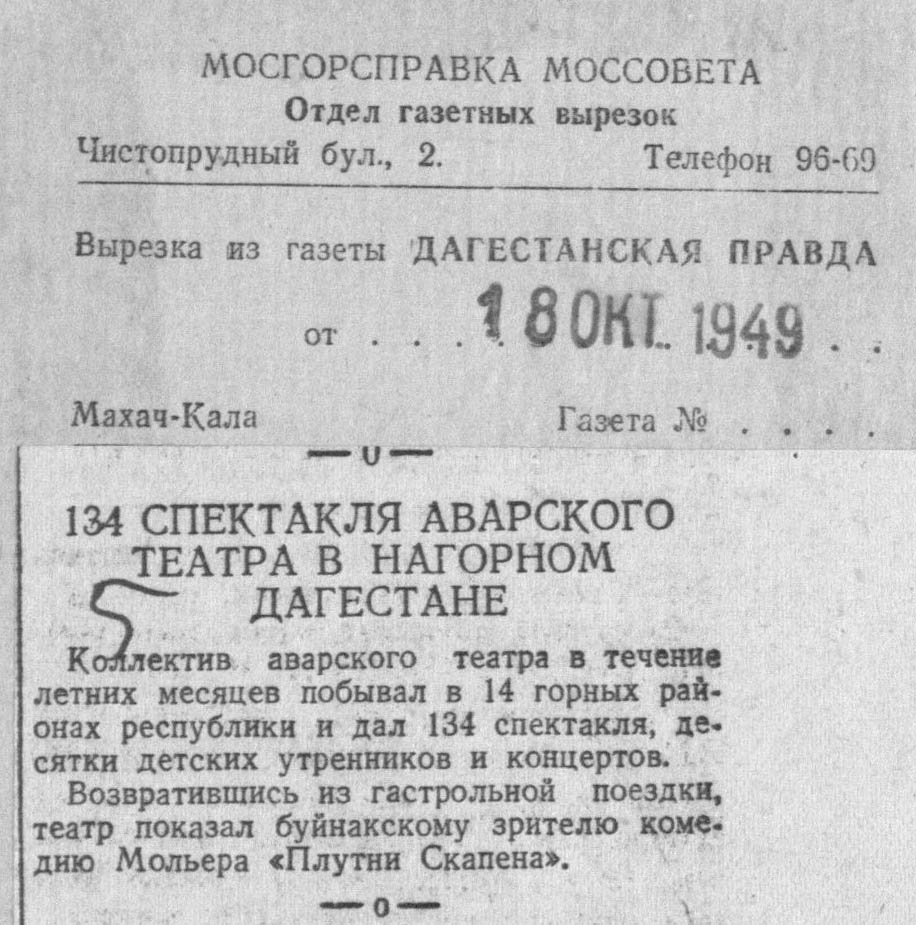 МОСГОРСПРАВКА МОССОВЕТА
Отдел газетных вырезок
Чистопрудный бул., 2. Телефон 96-69
Вырезка из газеты ДАГЕСТАНСКАЯ ПРАВДА
от . . . . 18 ОКТ. 1949 . .
Махач-Кала Газета № . . . .
134 СПЕКТАКЛЯ АВАРСКОГО
ТЕАТРА В НАГОРНОМ
ДАГЕСТАНЕ
Коллектив аварского театра в течение
летних месяцев побывал в 14 горных рай-
онах республики и дал 134 спектакля, де-
сятки детских утренников и концертов.
Возвратившись из гастрольной поездки,
театр показал буйнакскому зрителю коме-
дию Мольера «Плутни Скапена».